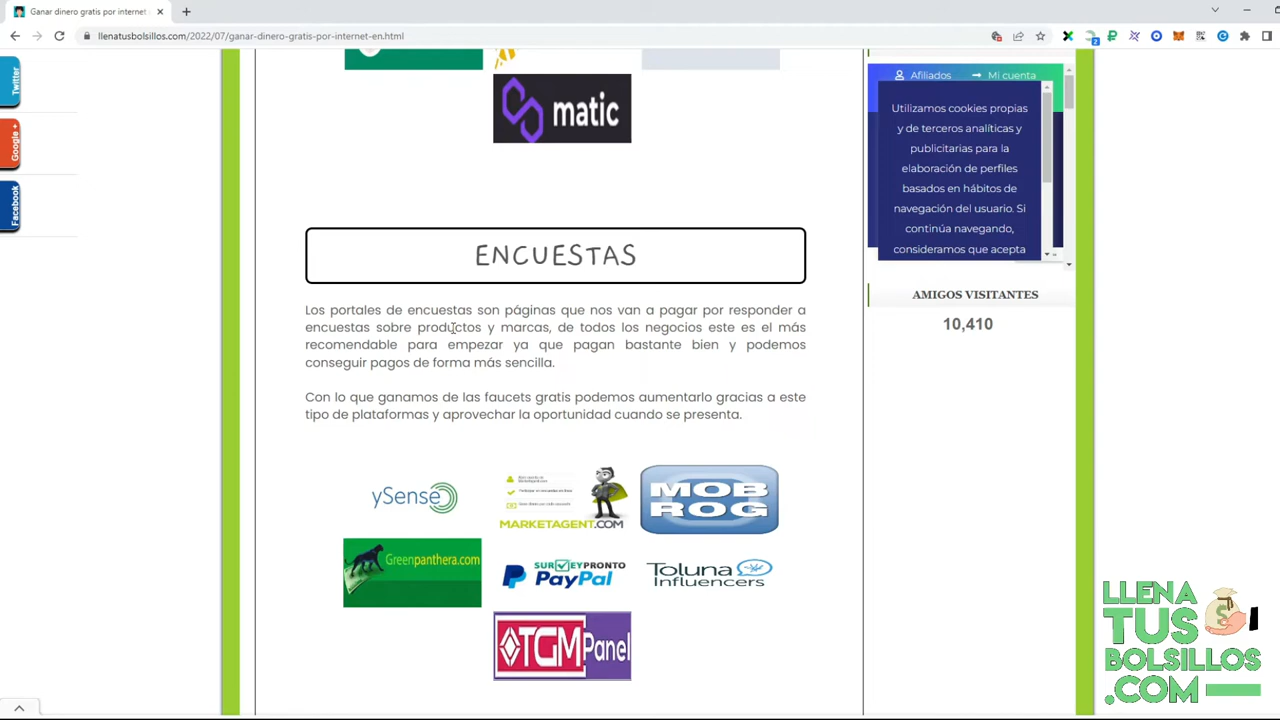 Ganar dinero gratis por internet
llenatusbolsillos.com/2022/07/ganar-dinero-gratis-por-internet-en.html
Twitter
Google +
Facebook
matic
Afiliados
Mi cuenta
Utilizamos cookies propias
y de terceros analíticas y
publicitarias para la
elaboración de perfiles
basados en hábitos de
navegación del usuario. Si
continúa navegando,
consideramos que acepta
AMIGOS VISITANTES
10,410
ENCUESTAS
Los portales de encuestas son páginas que nos van a pagar por responder a
encuestas sobre productos y marcas, de todos los negocios este es el más
recomendable para empezar ya que pagan bastante bien y podemos
conseguir pagos de forma más sencilla.
Con lo que ganamos de las faucets gratis podemos aumentarlo gracias a este
tipo de plataformas y aprovechar la oportunidad cuando se presenta.
ySense
MARKETAGENT.COM
MOB
ROG
Greenpanthera.com
SURVEYPRONTO
PayPal
Toluna
Influencers
TGM Panel
LLENA
TUS
BOLSILLOS
.COM